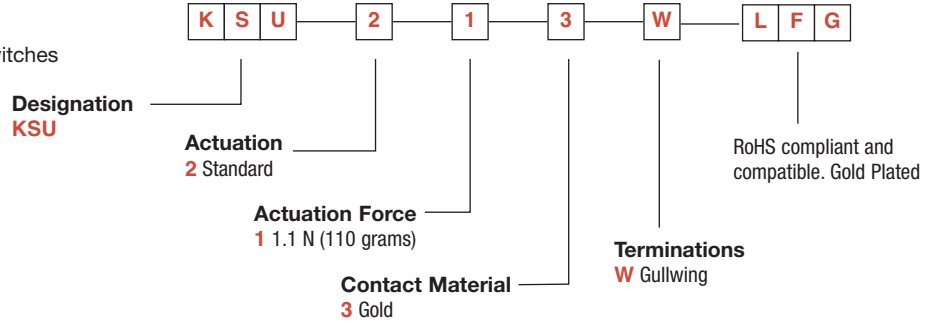 K S U 2 1 3 W L F G
Designation
KSU
Actuation
2 Standard
Actuation Force
1 1.1 N (110 grams)
Contact Material
3 Gold
Terminations
W Gullwing
RoHS compliant and
compatible. Gold Plated